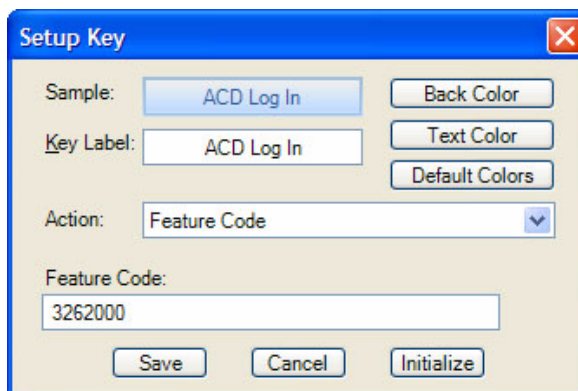 Setup Key
Sample: ACD Log In Back Color
Key Label: ACD Log In Text Color
Default Colors
Action: Feature Code
Feature Code:
3262000
Save Cancel Initialize